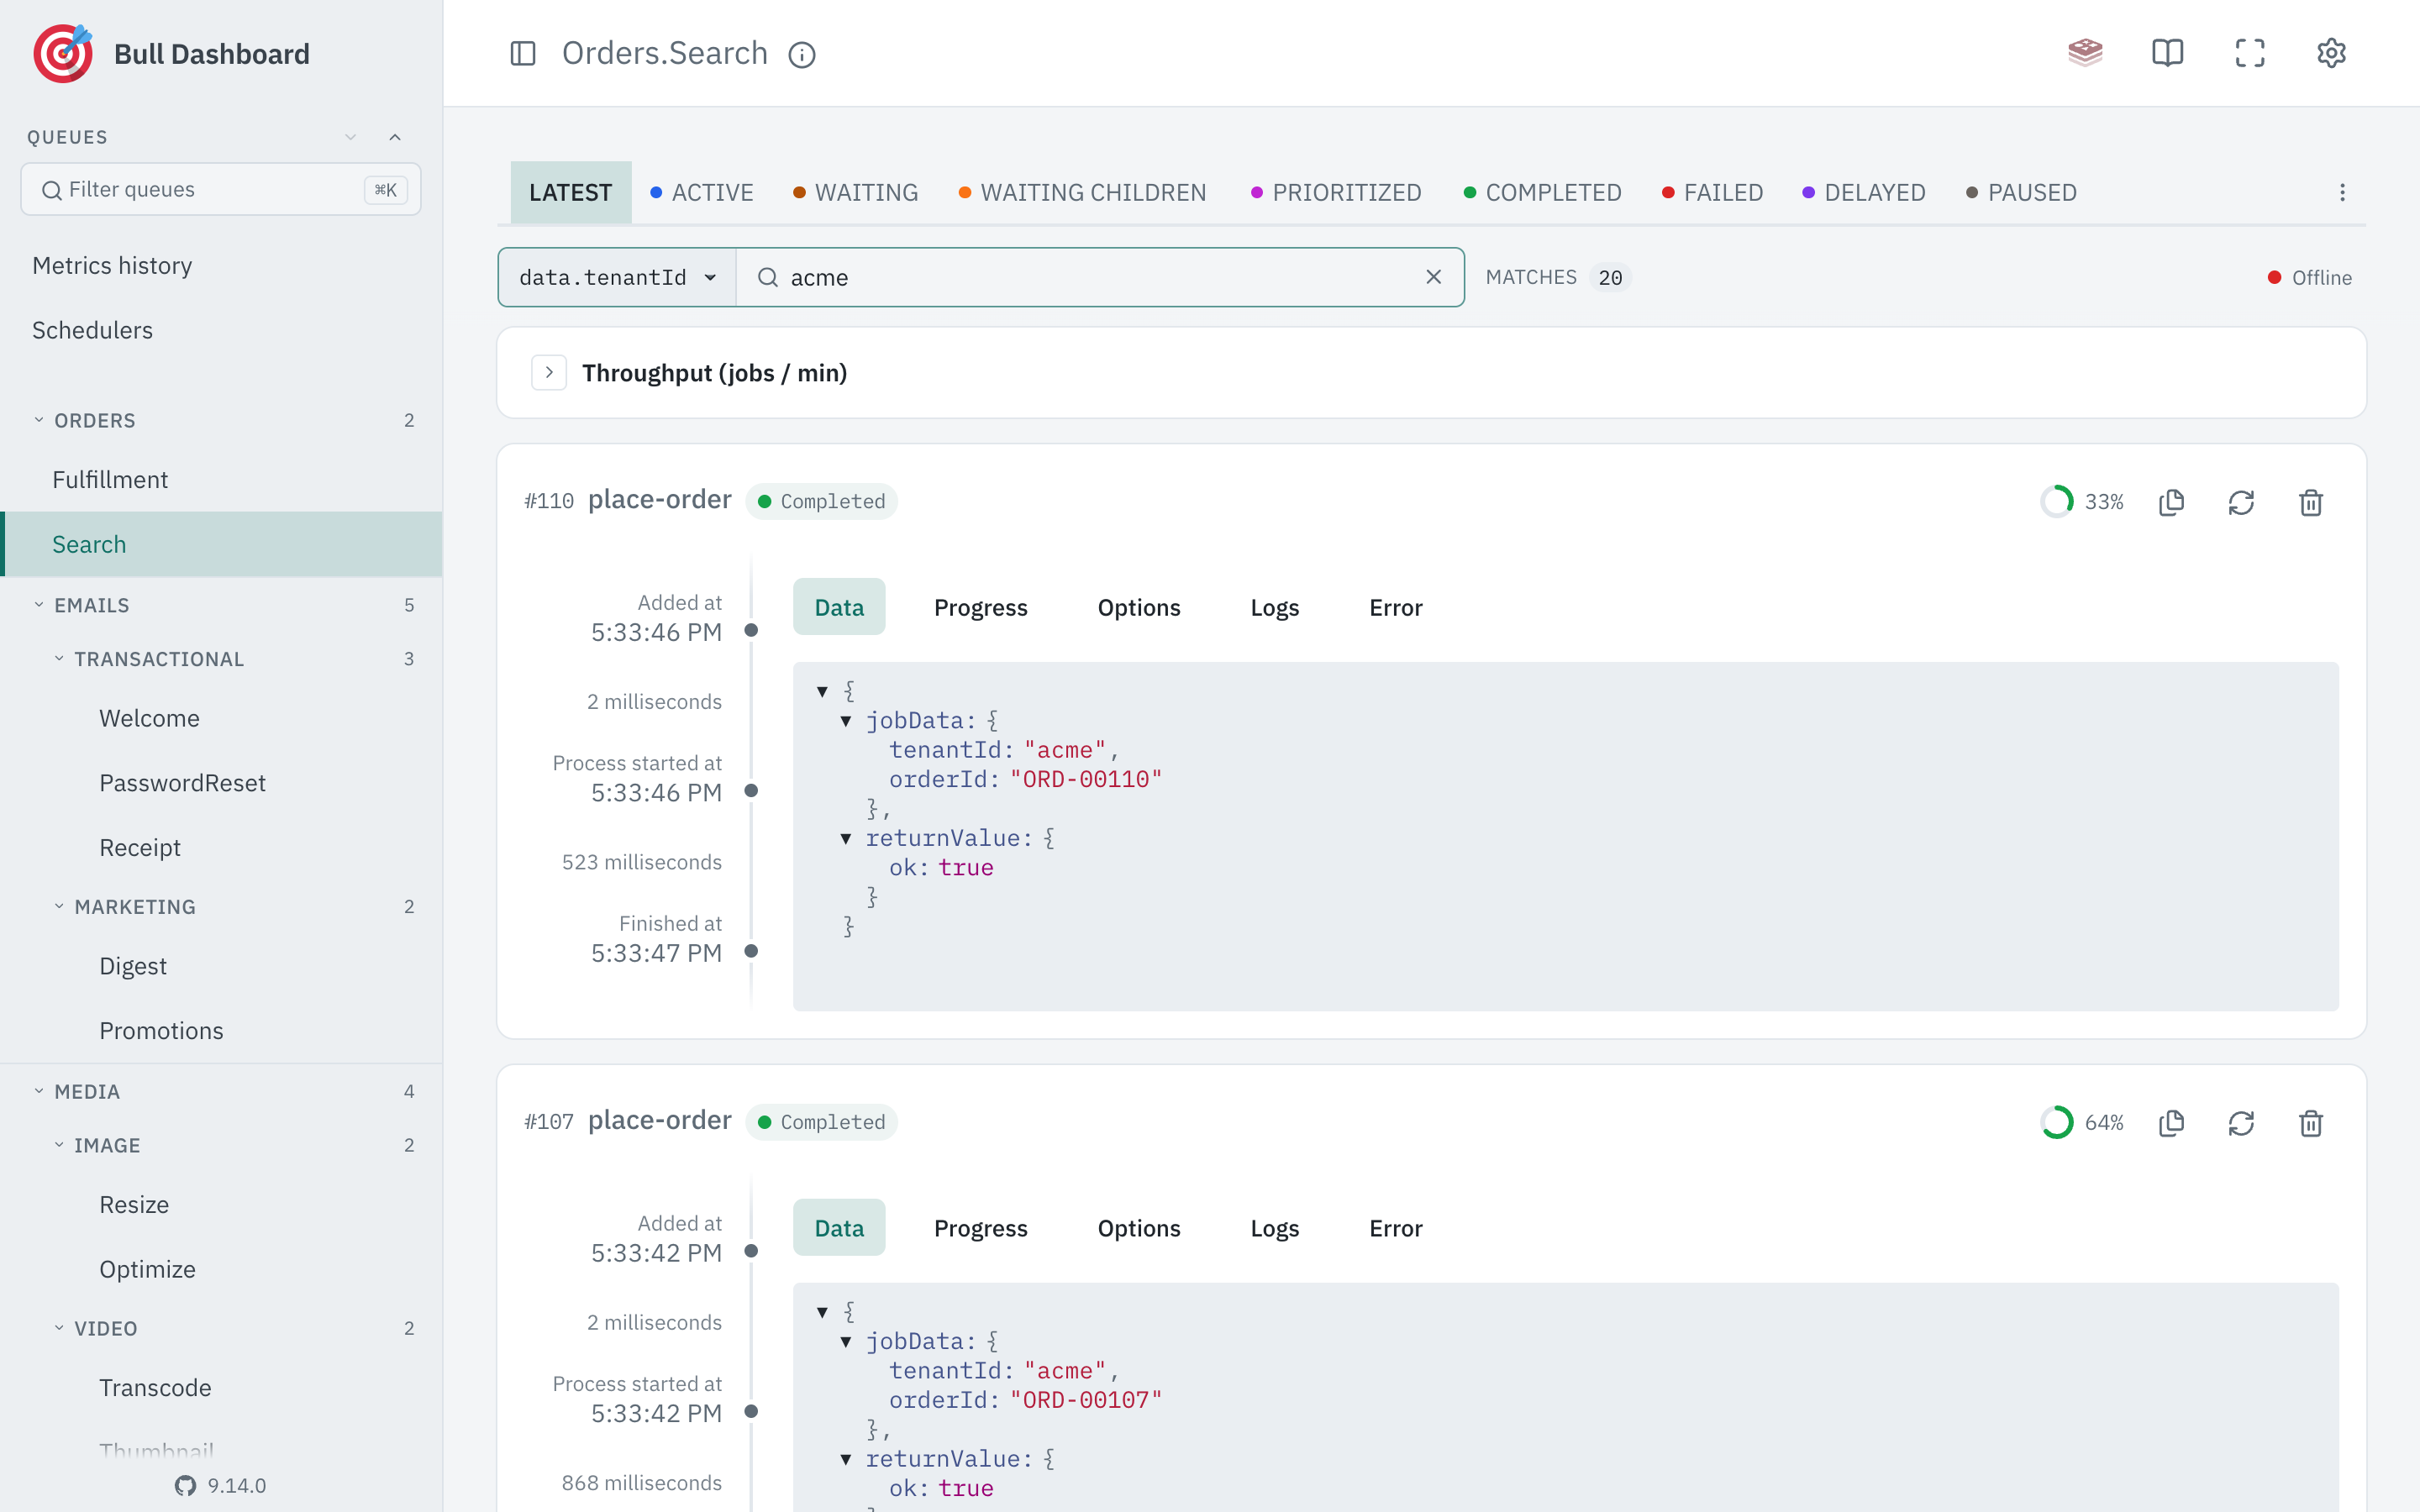 Bull Dashboard
QUEUES
Filter queues ⌘K
Metrics history
Schedulers
ORDERS 2
Fulfillment
Search
EMAILS 5
TRANSACTIONAL 3
Welcome
PasswordReset
Receipt
MARKETING 2
Digest
Promotions
MEDIA 4
IMAGE 2
Resize
Optimize
VIDEO 2
Transcode
Thumbnail
9.14.0
Orders.Search
LATEST ACTIVE WAITING WAITING CHILDREN PRIORITIZED COMPLETED FAILED DELAYED PAUSED
data.tenantId acme MATCHES 20 Offline
Throughput (jobs / min)
#110 place-order Completed 33%
Added at
5:33:46 PM
2 milliseconds
Process started at
5:33:46 PM
523 milliseconds
Finished at
5:33:47 PM
Data Progress Options Logs Error
{
jobData: {
tenantId: "acme",
orderId: "ORD-00110"
},
returnValue: {
ok: true
}
}
#107 place-order Completed 64%
Added at
5:33:42 PM
2 milliseconds
Process started at
5:33:42 PM
868 milliseconds
Data Progress Options Logs Error
{
jobData: {
tenantId: "acme",
orderId: "ORD-00107"
},
returnValue: {
ok: true